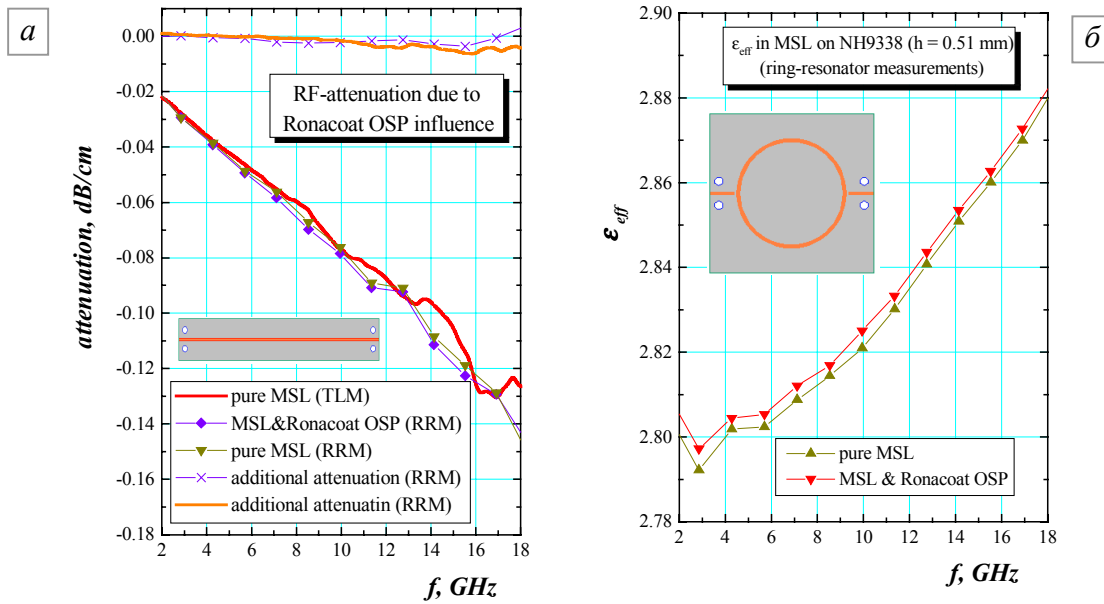 а
0.00
-0.02
-0.04
-0.06
-0.08
-0.10
-0.12
-0.14
-0.16
-0.18
attenuation, dB/cm
RF-attenuation due to
Ronacoat OSP influence
pure MSL (TLM)
MSL&Ronacoat OSP (RRM)
pure MSL (RRM)
additional attenuation (RRM)
additional attenuatin (RRM)
2 4 6 8 10 12 14 16 18
f, GHz
б
2.90
2.88
2.86
2.84
2.82
2.80
2.78
ε eff
ε eff in MSL on NH9338 (h = 0.51 mm)
(ring-resonator measurements)
pure MSL
MSL & Ronacoat OSP
2 4 6 8 10 12 14 16 18
f, GHz